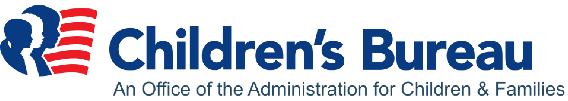 Children's Bureau
An Office of the Administration for Children & Families